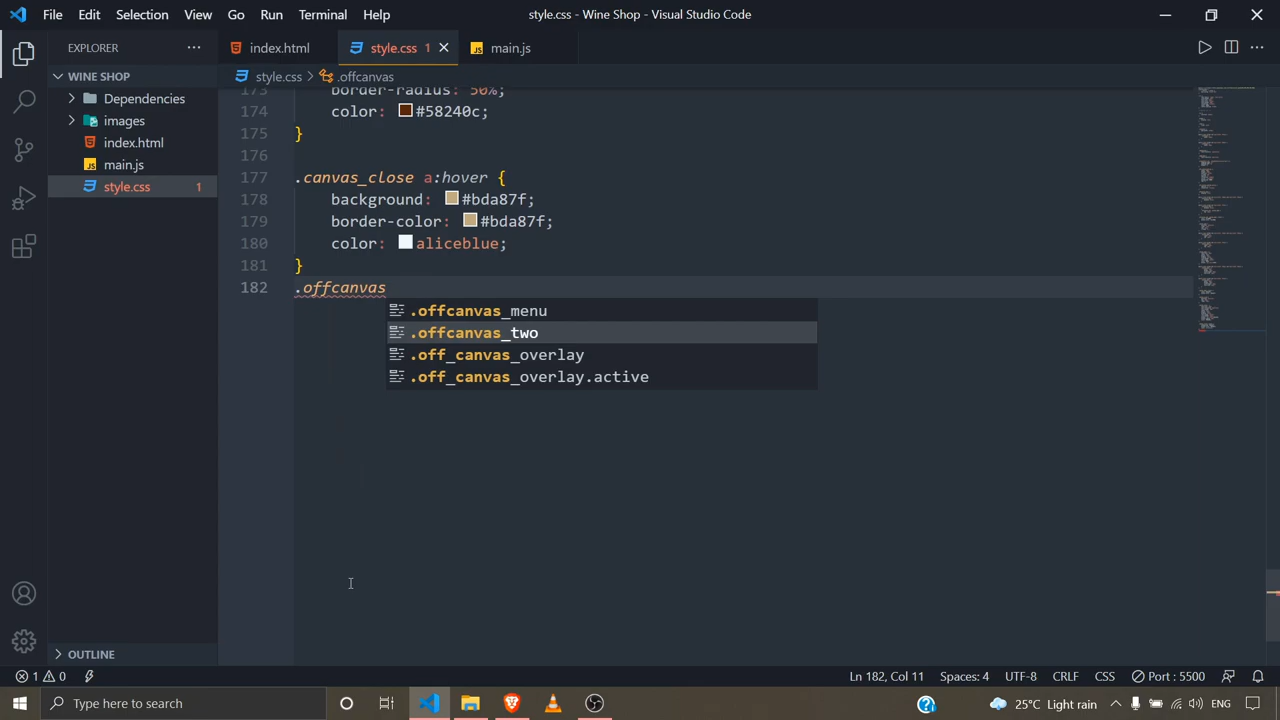 File Edit Selection View Go Run Terminal Help
style.css - Wine Shop - Visual Studio Code
EXPLORER
index.html
style.css 1
main.js
WINE SHOP
style.css > .offcanvas
Dependencies
images
index.html
main.js
style.css 1
173 border-radius: 50%;
174 color: #58240c;
175 }
176
177 .canvas_close a:hover {
178 background: #bda87f;
179 border-color: #bda87f;
180 color: aliceblue;
181 }
182 .offcanvas
.offcanvas_menu
.offcanvas_two
.off_canvas_overlay
.off_canvas_overlay.active
OUTLINE
1 0
Ln 182, Col 11 Spaces: 4 UTF-8 CRLF CSS Port : 5500
Type here to search
25°C Light rain
ENG